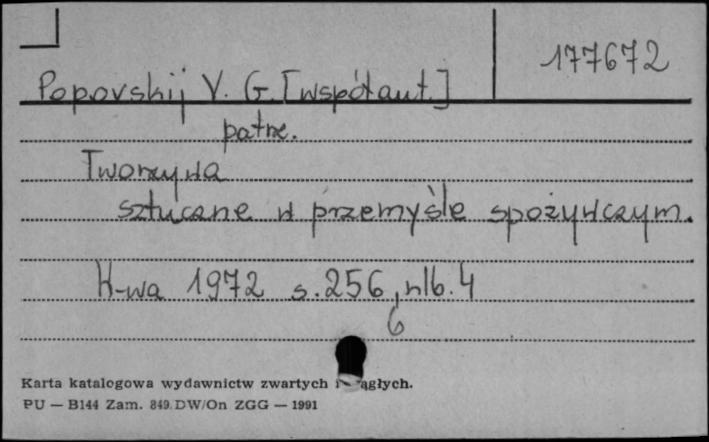 177672
Popovskij V. G. [współaut.]
patrz.
Tworzywa
sztuczne w przemyśle spożywczym.
W-wa 1972 s. 256, nlb. 4
6
Karta katalogowa wydawnictw zwartych i ciągłych.
PU — B144 Zam. 849. DW/On ZGG — 1991